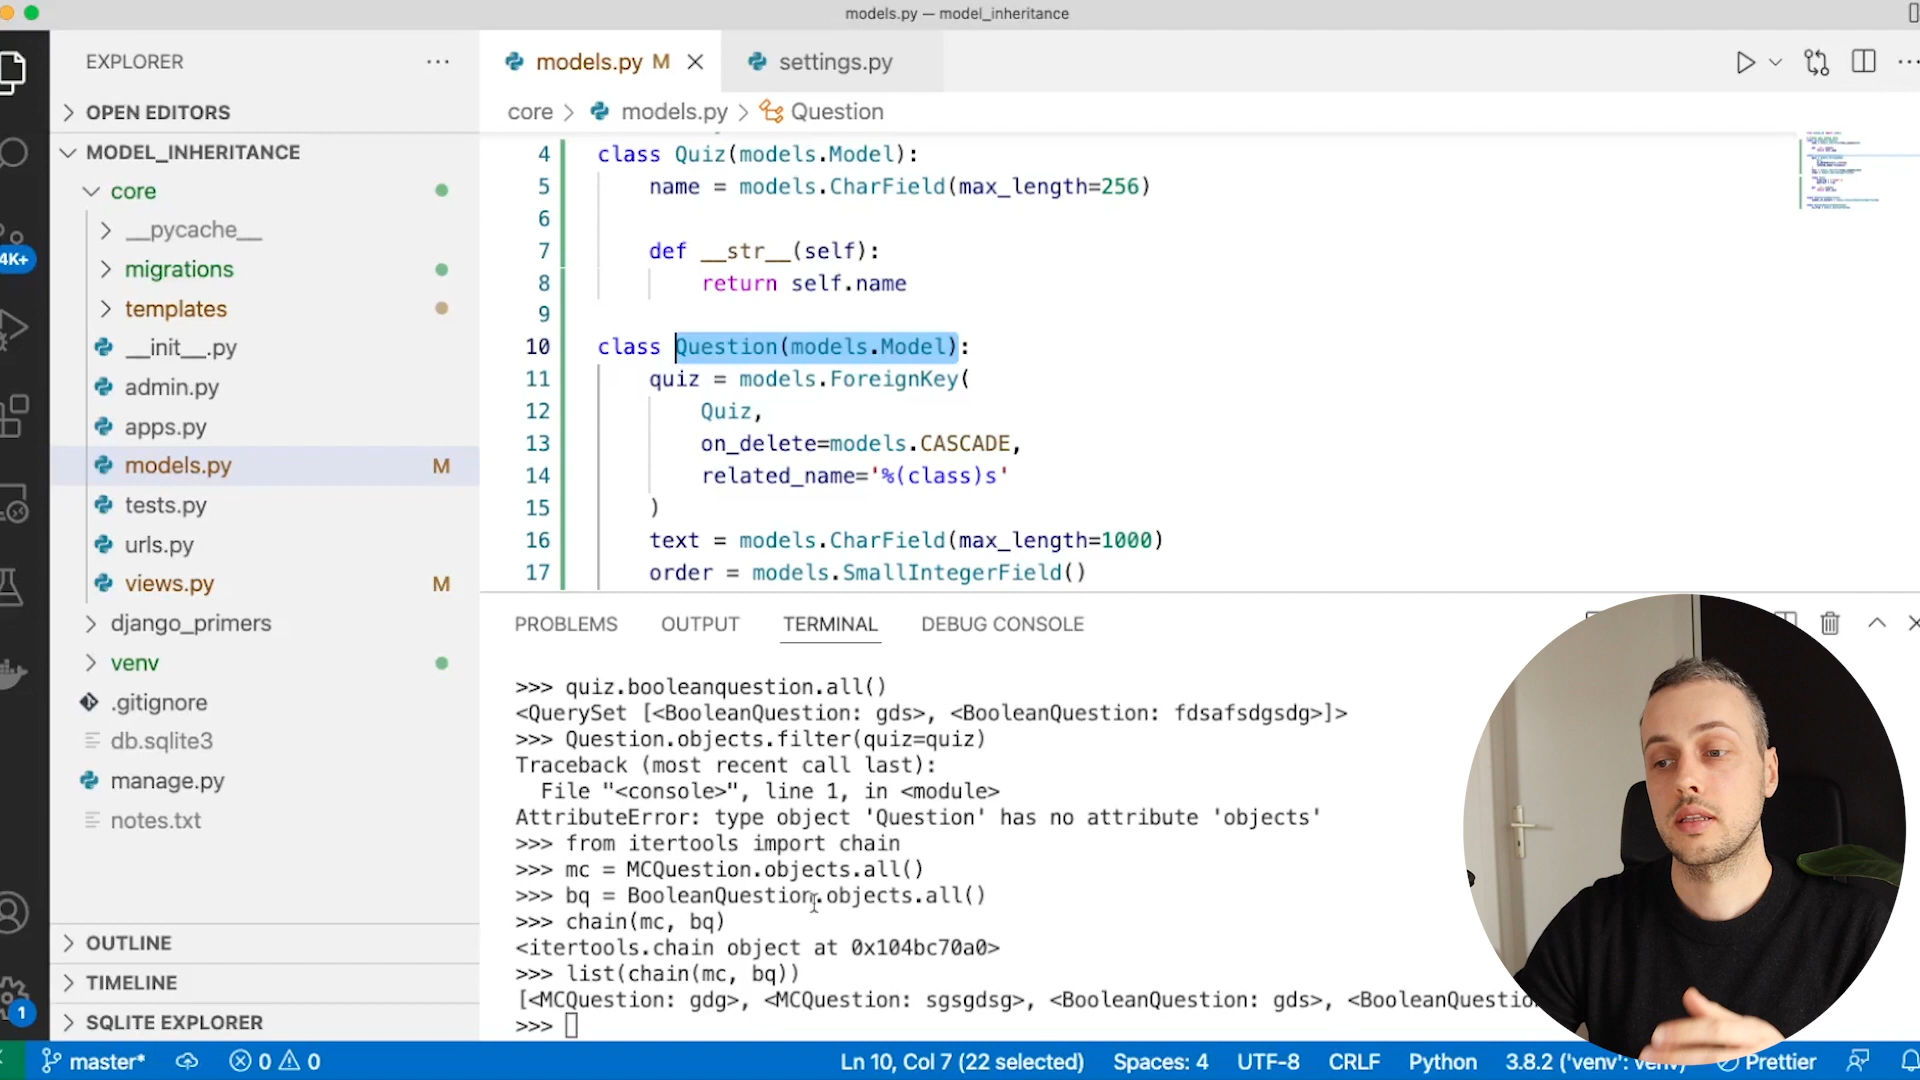 models.py — model_inheritance
EXPLORER
models.py M
settings.py
OPEN EDITORS
core > models.py > Question
MODEL_INHERITANCE
core
__pycache__
migrations
templates
__init__.py
admin.py
apps.py
models.py M
tests.py
urls.py
views.py M
django_primers
venv
.gitignore
db.sqlite3
manage.py
notes.txt
OUTLINE
TIMELINE
SQLITE EXPLORER
4K+
1
4 class Quiz(models.Model):
5 name = models.CharField(max_length=256)
6
7 def __str__(self):
8 return self.name
9
10 class Question(models.Model):
11 quiz = models.ForeignKey(
12 Quiz,
13 on_delete=models.CASCADE,
14 related_name='%(class)s'
15 )
16 text = models.CharField(max_length=1000)
17 order = models.SmallIntegerField()
PROBLEMS OUTPUT TERMINAL DEBUG CONSOLE
>>> quiz.booleanquestion.all()
<QuerySet [<BooleanQuestion: gds>, <BooleanQuestion: fdsafsdgsdg>]>
>>> Question.objects.filter(quiz=quiz)
Traceback (most recent call last):
File "<console>", line 1, in <module>
AttributeError: type object 'Question' has no attribute 'objects'
>>> from itertools import chain
>>> mc = MCQuestion.objects.all()
>>> bq = BooleanQuestion.objects.all()
>>> chain(mc, bq)
<itertools.chain object at 0x104bc70a0>
>>> list(chain(mc, bq))
[<MCQuestion: gdg>, <MCQuestion: sgsgdsg>, <BooleanQuestion: gds>, <BooleanQuestio
>>>
master* 0 0 Ln 10, Col 7 (22 selected) Spaces: 4 UTF-8 CRLF Python 3.8.2 ('venv': venv) Prettier